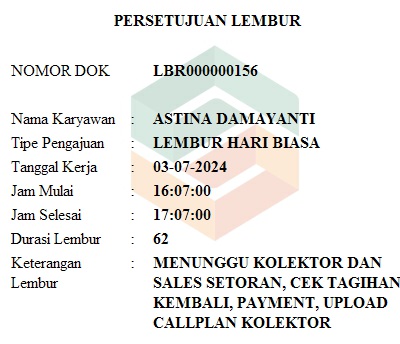 PERSETUJUAN LEMBUR
NOMOR DOK LBR000000156
Nama Karyawan : ASTINA DAMAYANTI
Tipe Pengajuan : LEMBUR HARI BIASA
Tanggal Kerja : 03-07-2024
Jam Mulai : 16:07:00
Jam Selesai : 17:07:00
Durasi Lembur : 62
Keterangan : MENUNGGU KOLEKTOR DAN
Lembur SALES SETORAN, CEK TAGIHAN
KEMBALI, PAYMENT, UPLOAD
CALLPLAN KOLEKTOR